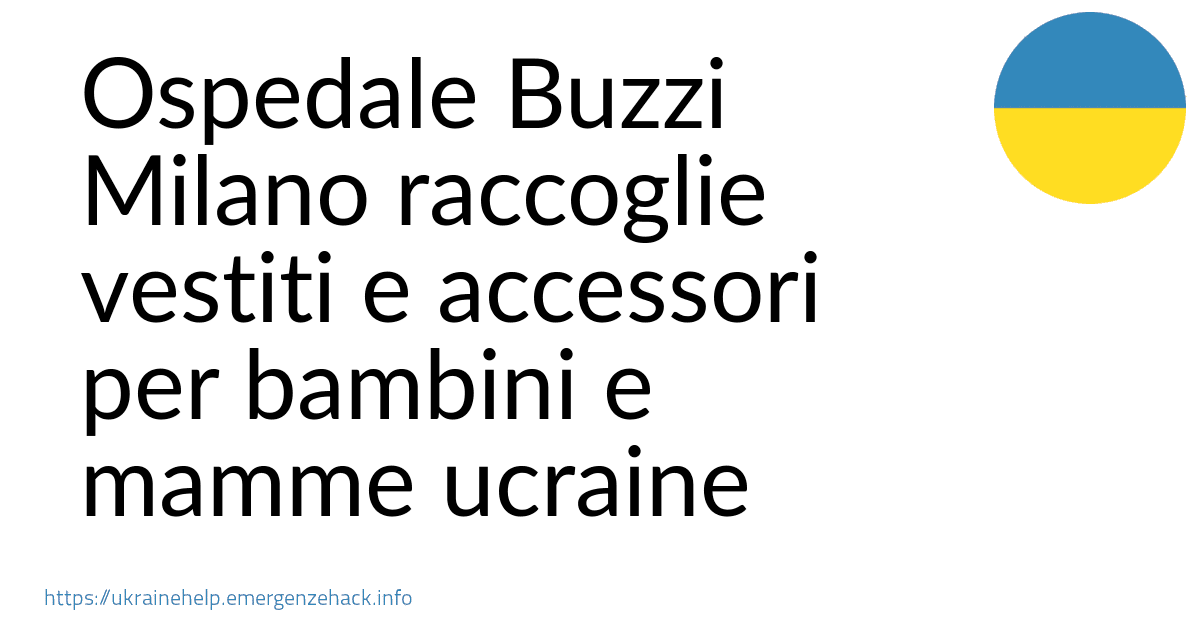 Ospedale Buzzi
Milano raccoglie
vestiti e accessori
per bambini e
mamme ucraine
https://ukrainehelp.emergenzehack.info